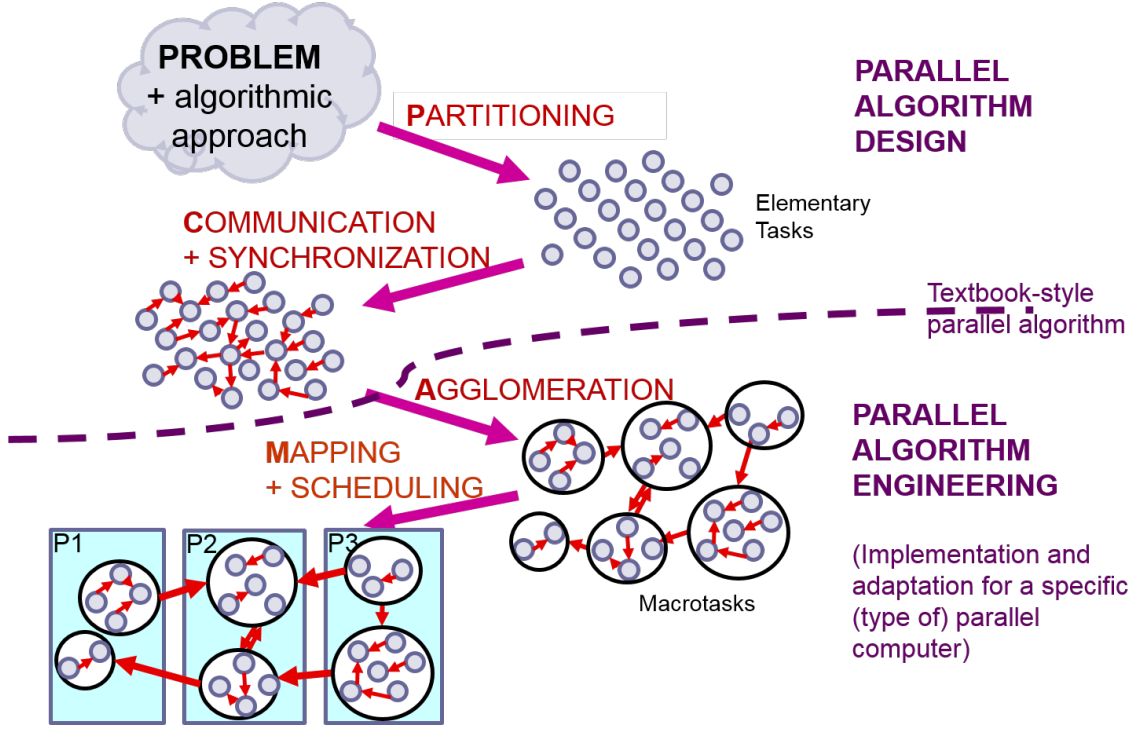 PROBLEM
+ algorithmic
approach
PARTITIONING
PARALLEL
ALGORITHM
DESIGN
Elementary
Tasks
COMMUNICATION
+ SYNCHRONIZATION
Textbook-style
parallel algorithm
AGGLOMERATION
PARALLEL
ALGORITHM
ENGINEERING
MAPPING
+ SCHEDULING
(Implementation and
adaptation for a specific
(type of) parallel
computer)
Macrotasks
P1
P2
P3